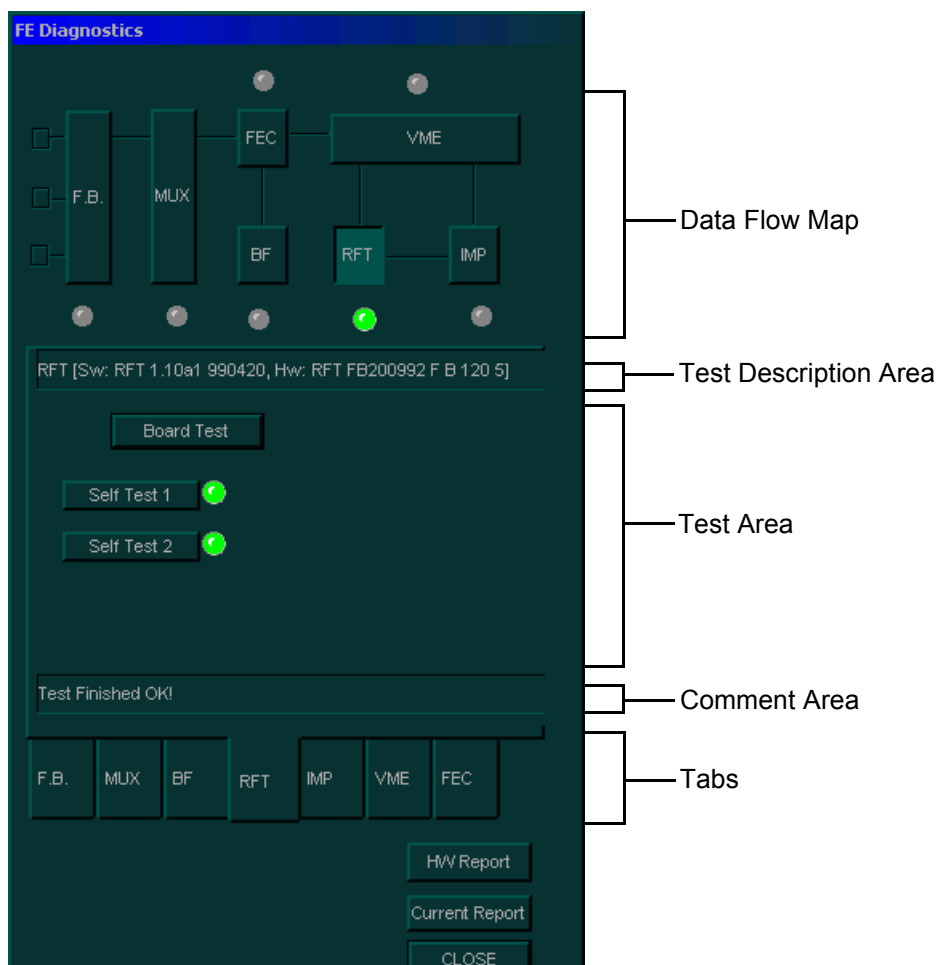 FE Diagnostics
FEC
VME
F.B.
MUX
BF
RFT
IMP
Data Flow Map
RFT [Sw: RFT 1.10a1 990420, Hw: RFT FB200992 F B 120 5]
Test Description Area
Board Test
Self Test 1
Self Test 2
Test Area
Test Finished OK!
Comment Area
F.B. MUX BF RFT IMP VME FEC
Tabs
HW Report
Current Report
CLOSE